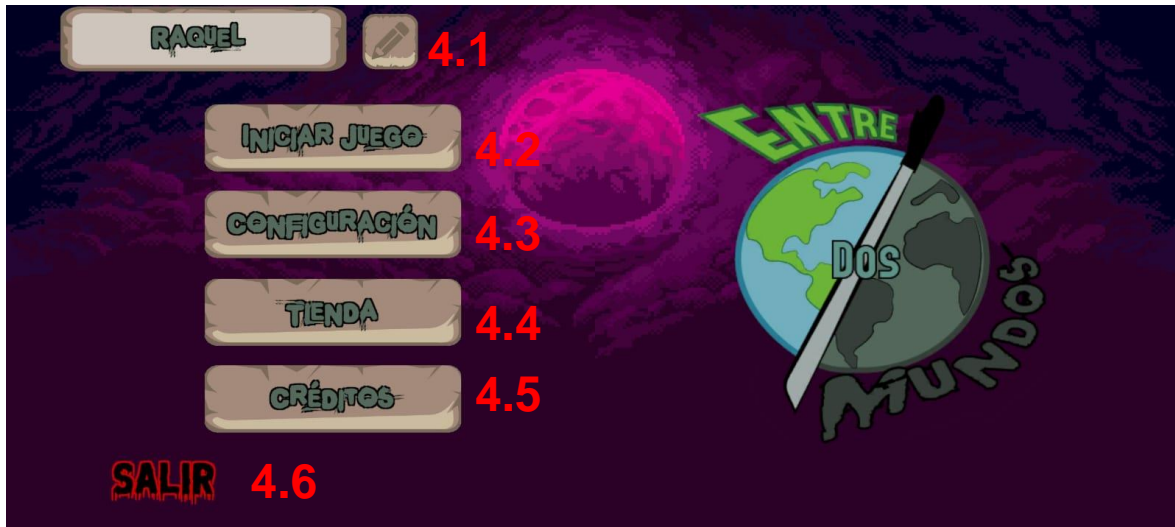 RAQUEL
4.1
INICIAR JUEGO
4.2
CONFIGURACIÓN
4.3
TIENDA
4.4
CRÉDITOS
4.5
SALIR
4.6
ENTRE
DOS
MUNDOS